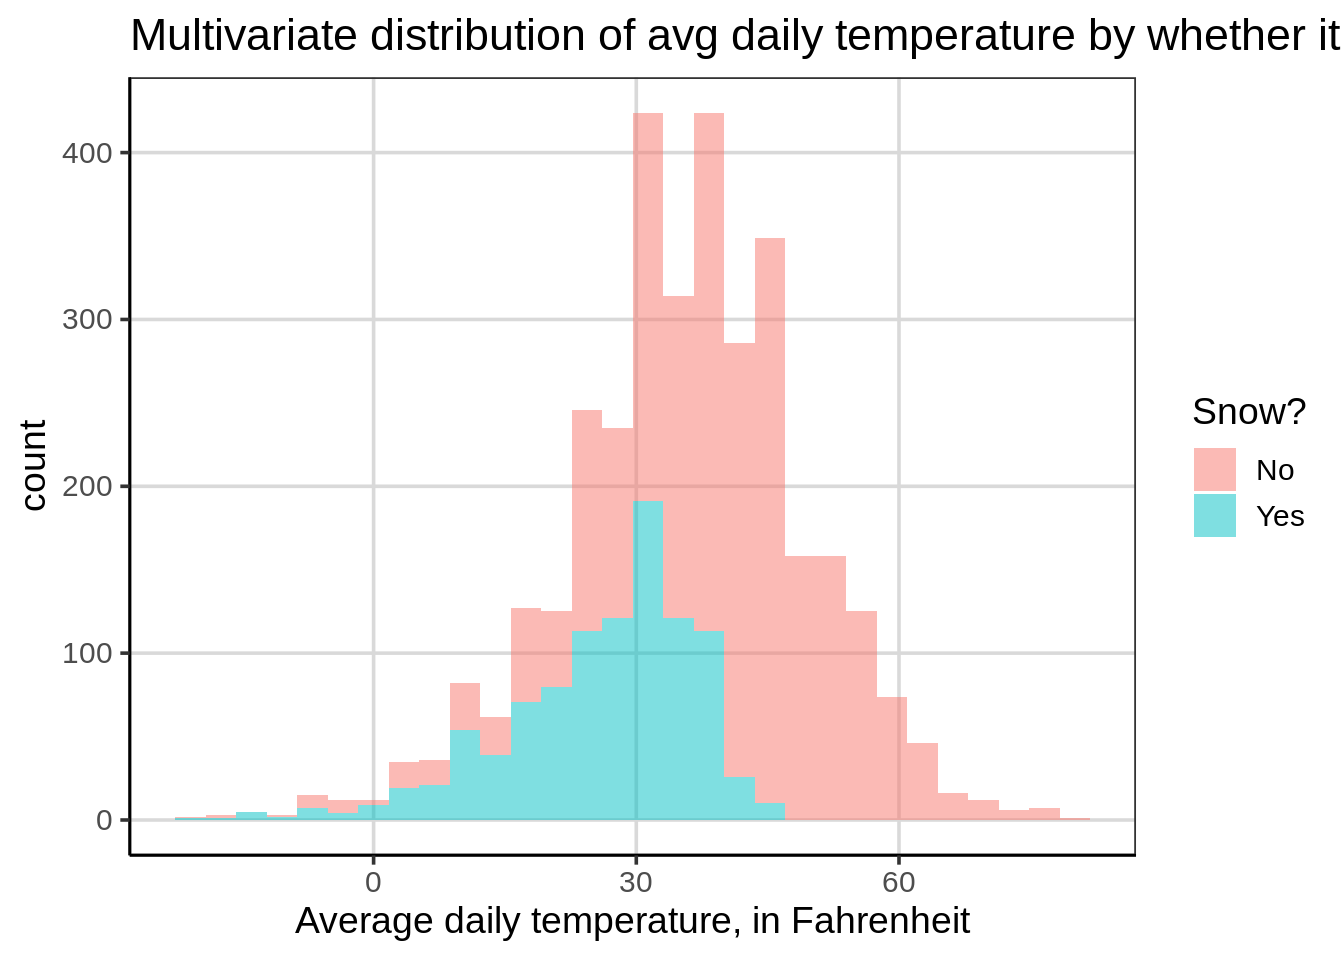 Multivariate distribution of avg daily temperature by whether it
400
300
200
100
0
count
0 30 60
Average daily temperature, in Fahrenheit
Snow?
No
Yes